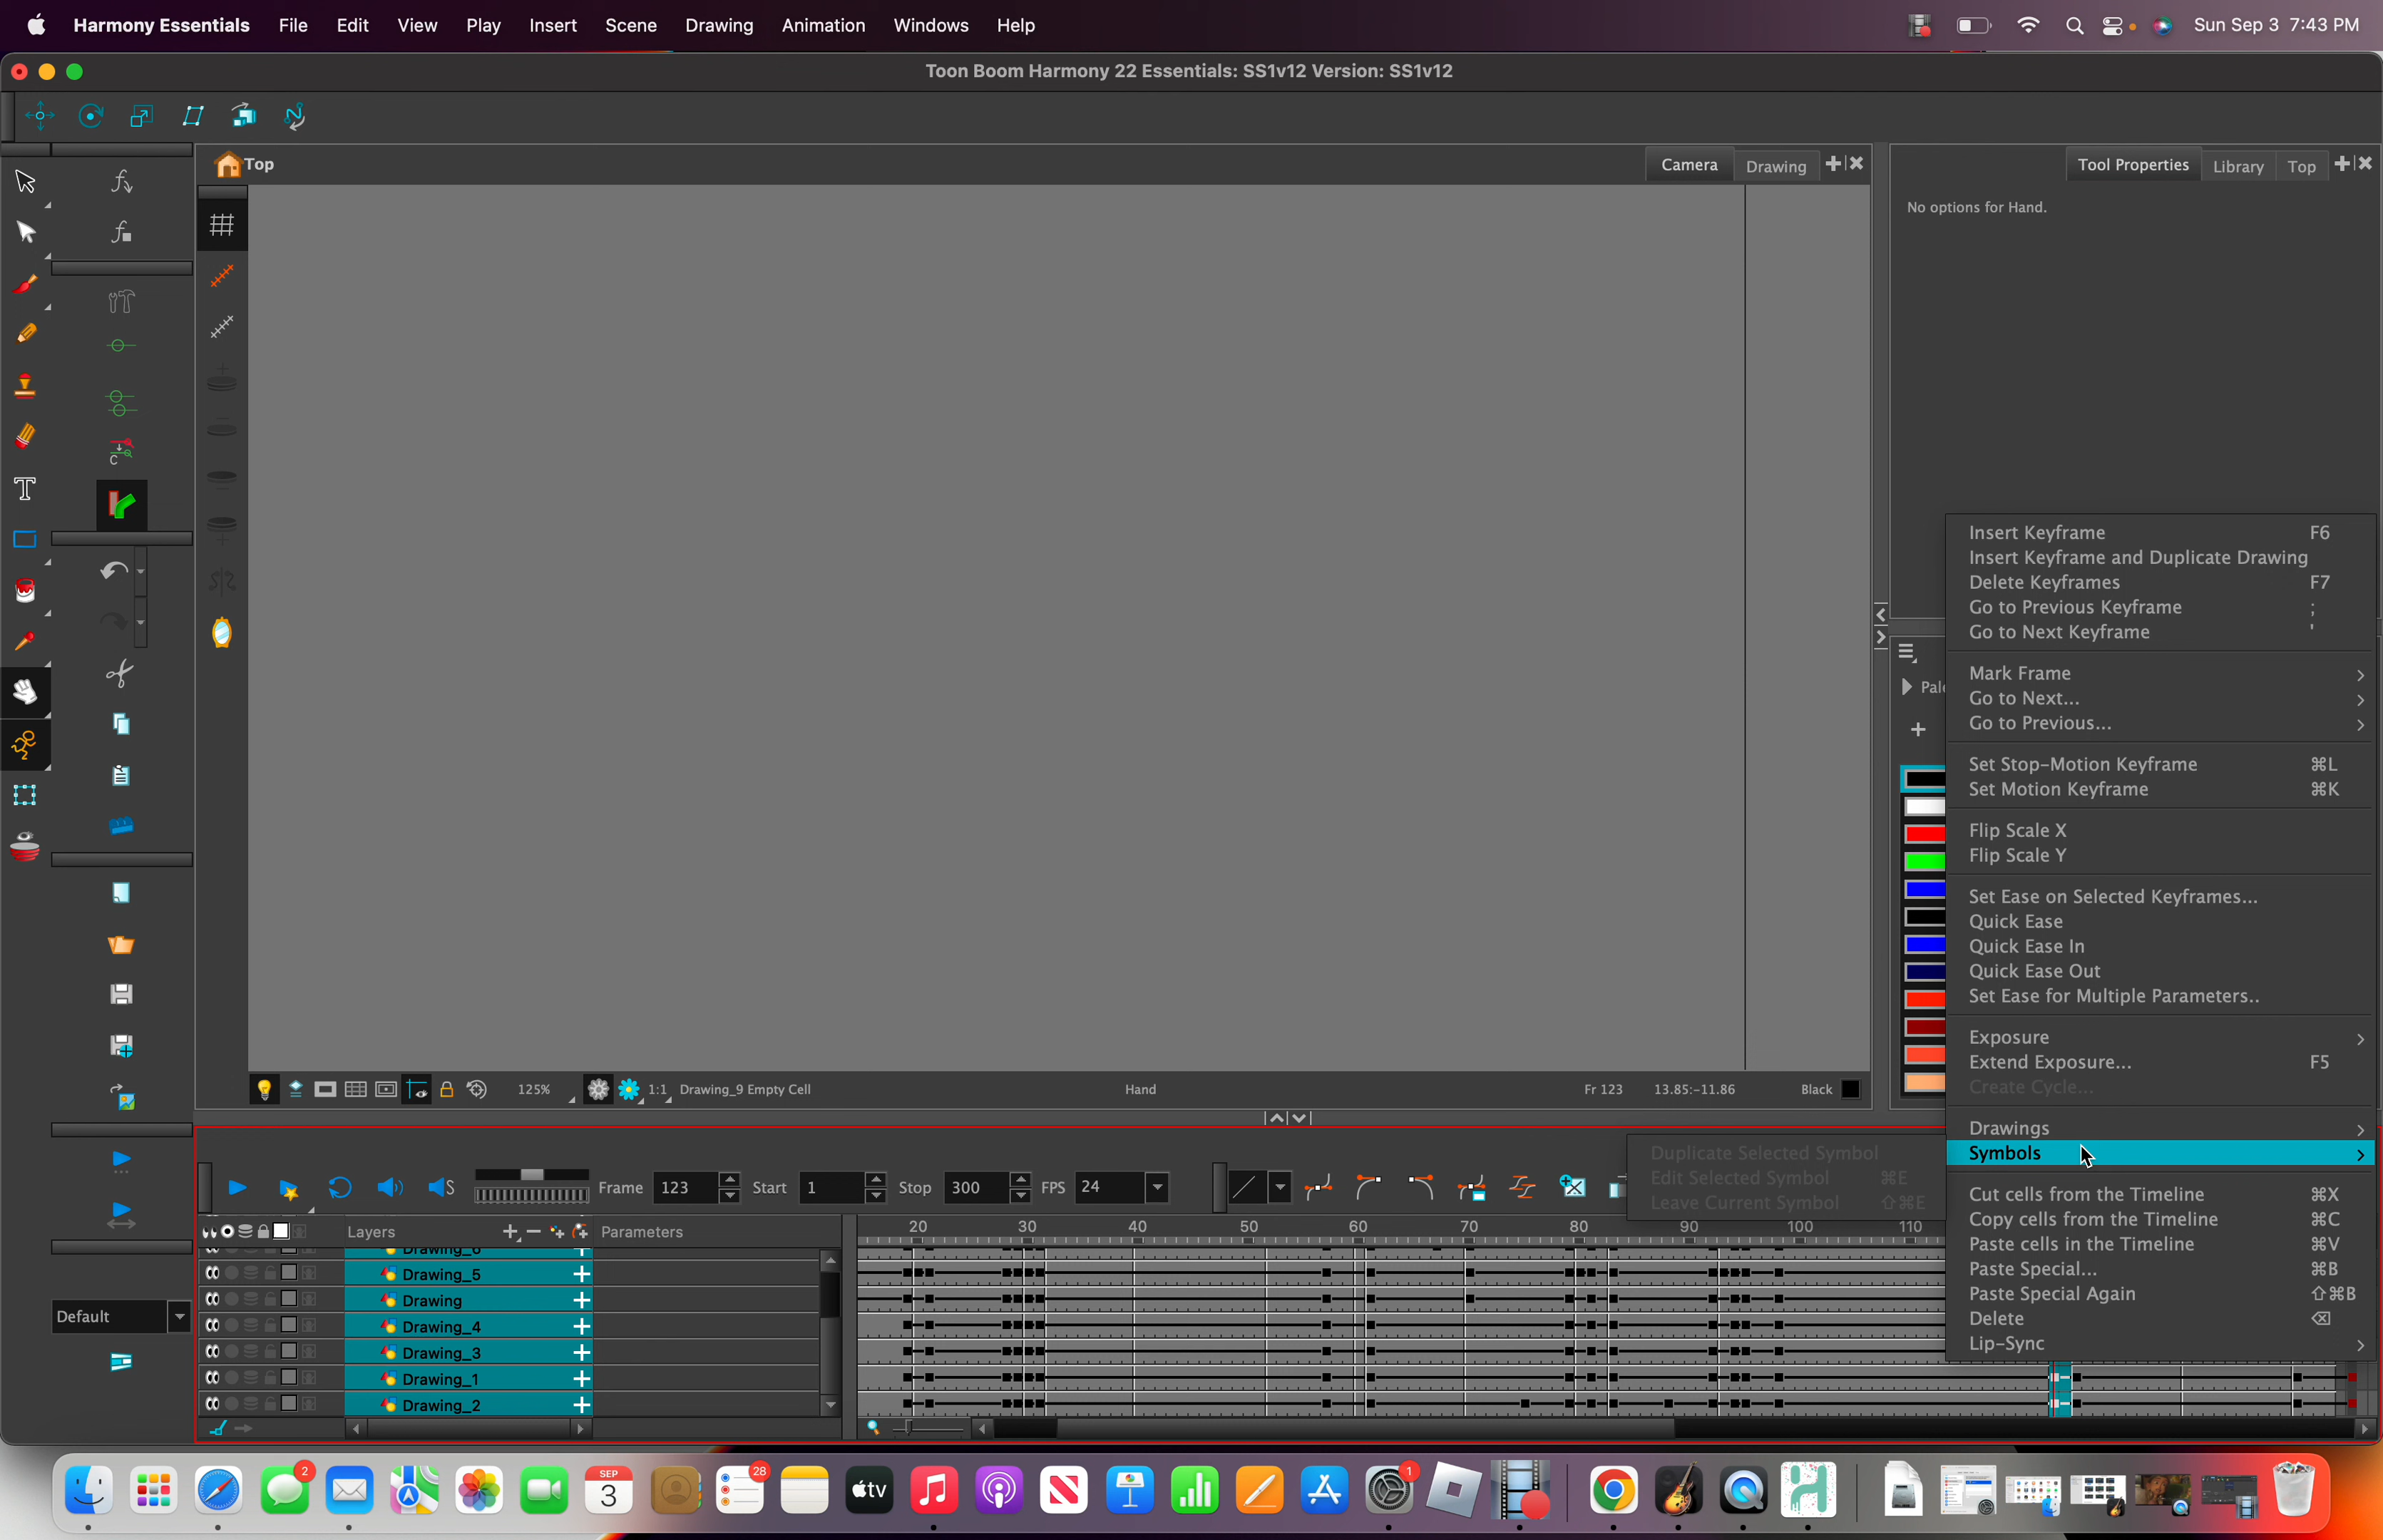 Harmony Essentials File Edit View Play Insert Scene Drawing Animation Windows Help
Sun Sep 3 7:43 PM
Toon Boom Harmony 22 Essentials: SS1v12 Version: SS1v12
Top
Camera
Drawing
Tool Properties
Library
Top
No options for Hand.
Insert Keyframe F6
Insert Keyframe and Duplicate Drawing
Delete Keyframes F7
Go to Previous Keyframe ;
Go to Next Keyframe '
Mark Frame
Go to Next...
Go to Previous...
Set Stop-Motion Keyframe ⌘L
Set Motion Keyframe ⌘K
Flip Scale X
Flip Scale Y
Set Ease on Selected Keyframes...
Quick Ease
Quick Ease In
Quick Ease Out
Set Ease for Multiple Parameters..
Exposure
Extend Exposure... F5
Create Cycle...
Drawings
Symbols
Cut cells from the Timeline ⌘X
Copy cells from the Timeline ⌘C
Paste cells in the Timeline ⌘V
Paste Special... ⌘B
Paste Special Again ⇧⌘B
Delete ⌫
Lip-Sync
Duplicate Selected Symbol
Edit Selected Symbol ⌘E
Leave Current Symbol ⇧⌘E
125%
1:1
Drawing_9 Empty Cell
Hand
Fr 123
13.85:-11.86
Black
S
Frame 123 Start 1 Stop 300 FPS 24
Layers
Parameters
20 30 40 50 60 70 80 90 100 110
Drawing_5
Drawing
Drawing_4
Drawing_3
Drawing_1
Drawing_2
Default
2
SEP
3
28
tv
1